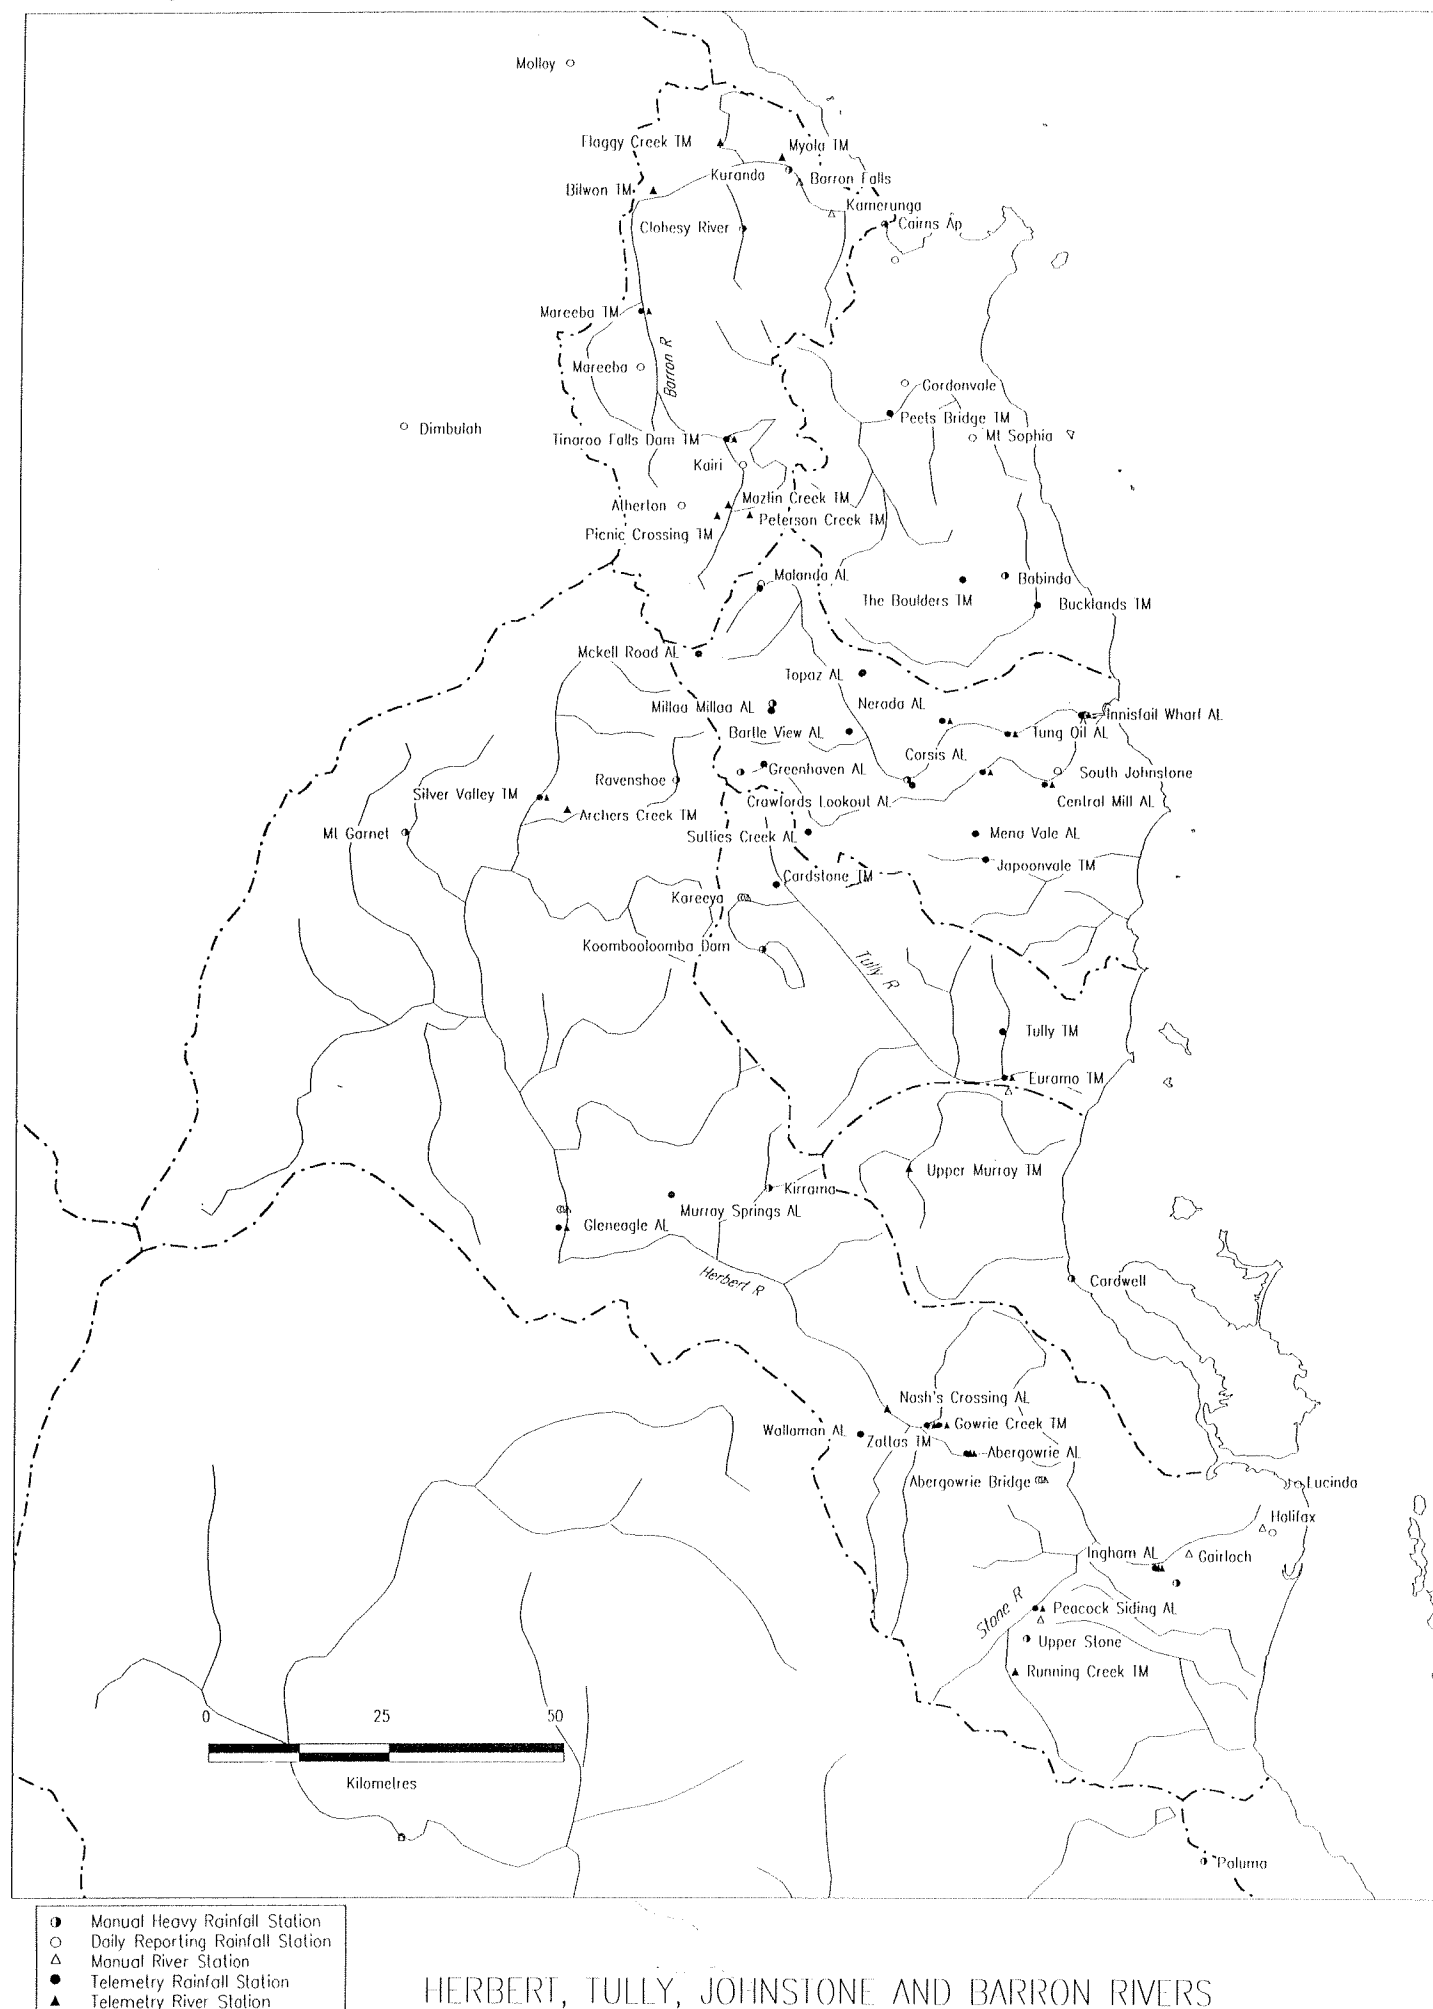 Molloy
Flaggy Creek TM
Myola TM
Kuranda
Barron Falls
Bilwon TM
Kamerunga
Clohesy River
Cairns Ap
Mareeba TM
Barron R
Mareeba
Gordonvale
Peets Bridge TM
Dimbulah
Tinaroo Falls Dam TM
Mt Sophia
Kairi
Mazlin Creek TM
Atherton
Peterson Creek TM
Picnic Crossing TM
Malanda AL
Babinda
The Boulders TM
Bucklands TM
Mckell Road AL
Topaz AL
Millaa Millaa AL
Nerada AL
Innisfail Wharf AL
Bartle View AL
Tung Oil AL
Corsis AL
Greenhaven AL
South Johnstone
Ravenshoe
Silver Valley TM
Crawfords Lookout AL
Central Mill AL
Archers Creek TM
Mt Garnet
Sutties Creek AL
Mena Vale AL
Japoonvale TM
Cardstone TM
Kareeya
Koombooloomba Dam
Tully R
Tully TM
Euramo TM
Upper Murray TM
Kirrama
Murray Springs AL
Gleneagle AL
Herbert R
Cardwell
Nash's Crossing AL
Gowrie Creek TM
Wallaman AL
Zattas TM
Abergowrie AL
Abergowrie Bridge
Lucinda
Halifax
Ingham AL
Gairloch
Stone R
Peacock Siding AL
Upper Stone
Running Creek TM
0 25 50
Kilometres
Paluma
Manual Heavy Rainfall Station
Daily Reporting Rainfall Station
Manual River Station
Telemetry Rainfall Station
Telemetry River Station
HERBERT, TULLY, JOHNSTONE AND BARRON RIVERS